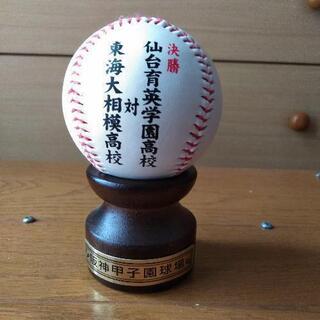 決勝
仙台育英学園高校
対
東海大相模高校
阪神甲子園球場